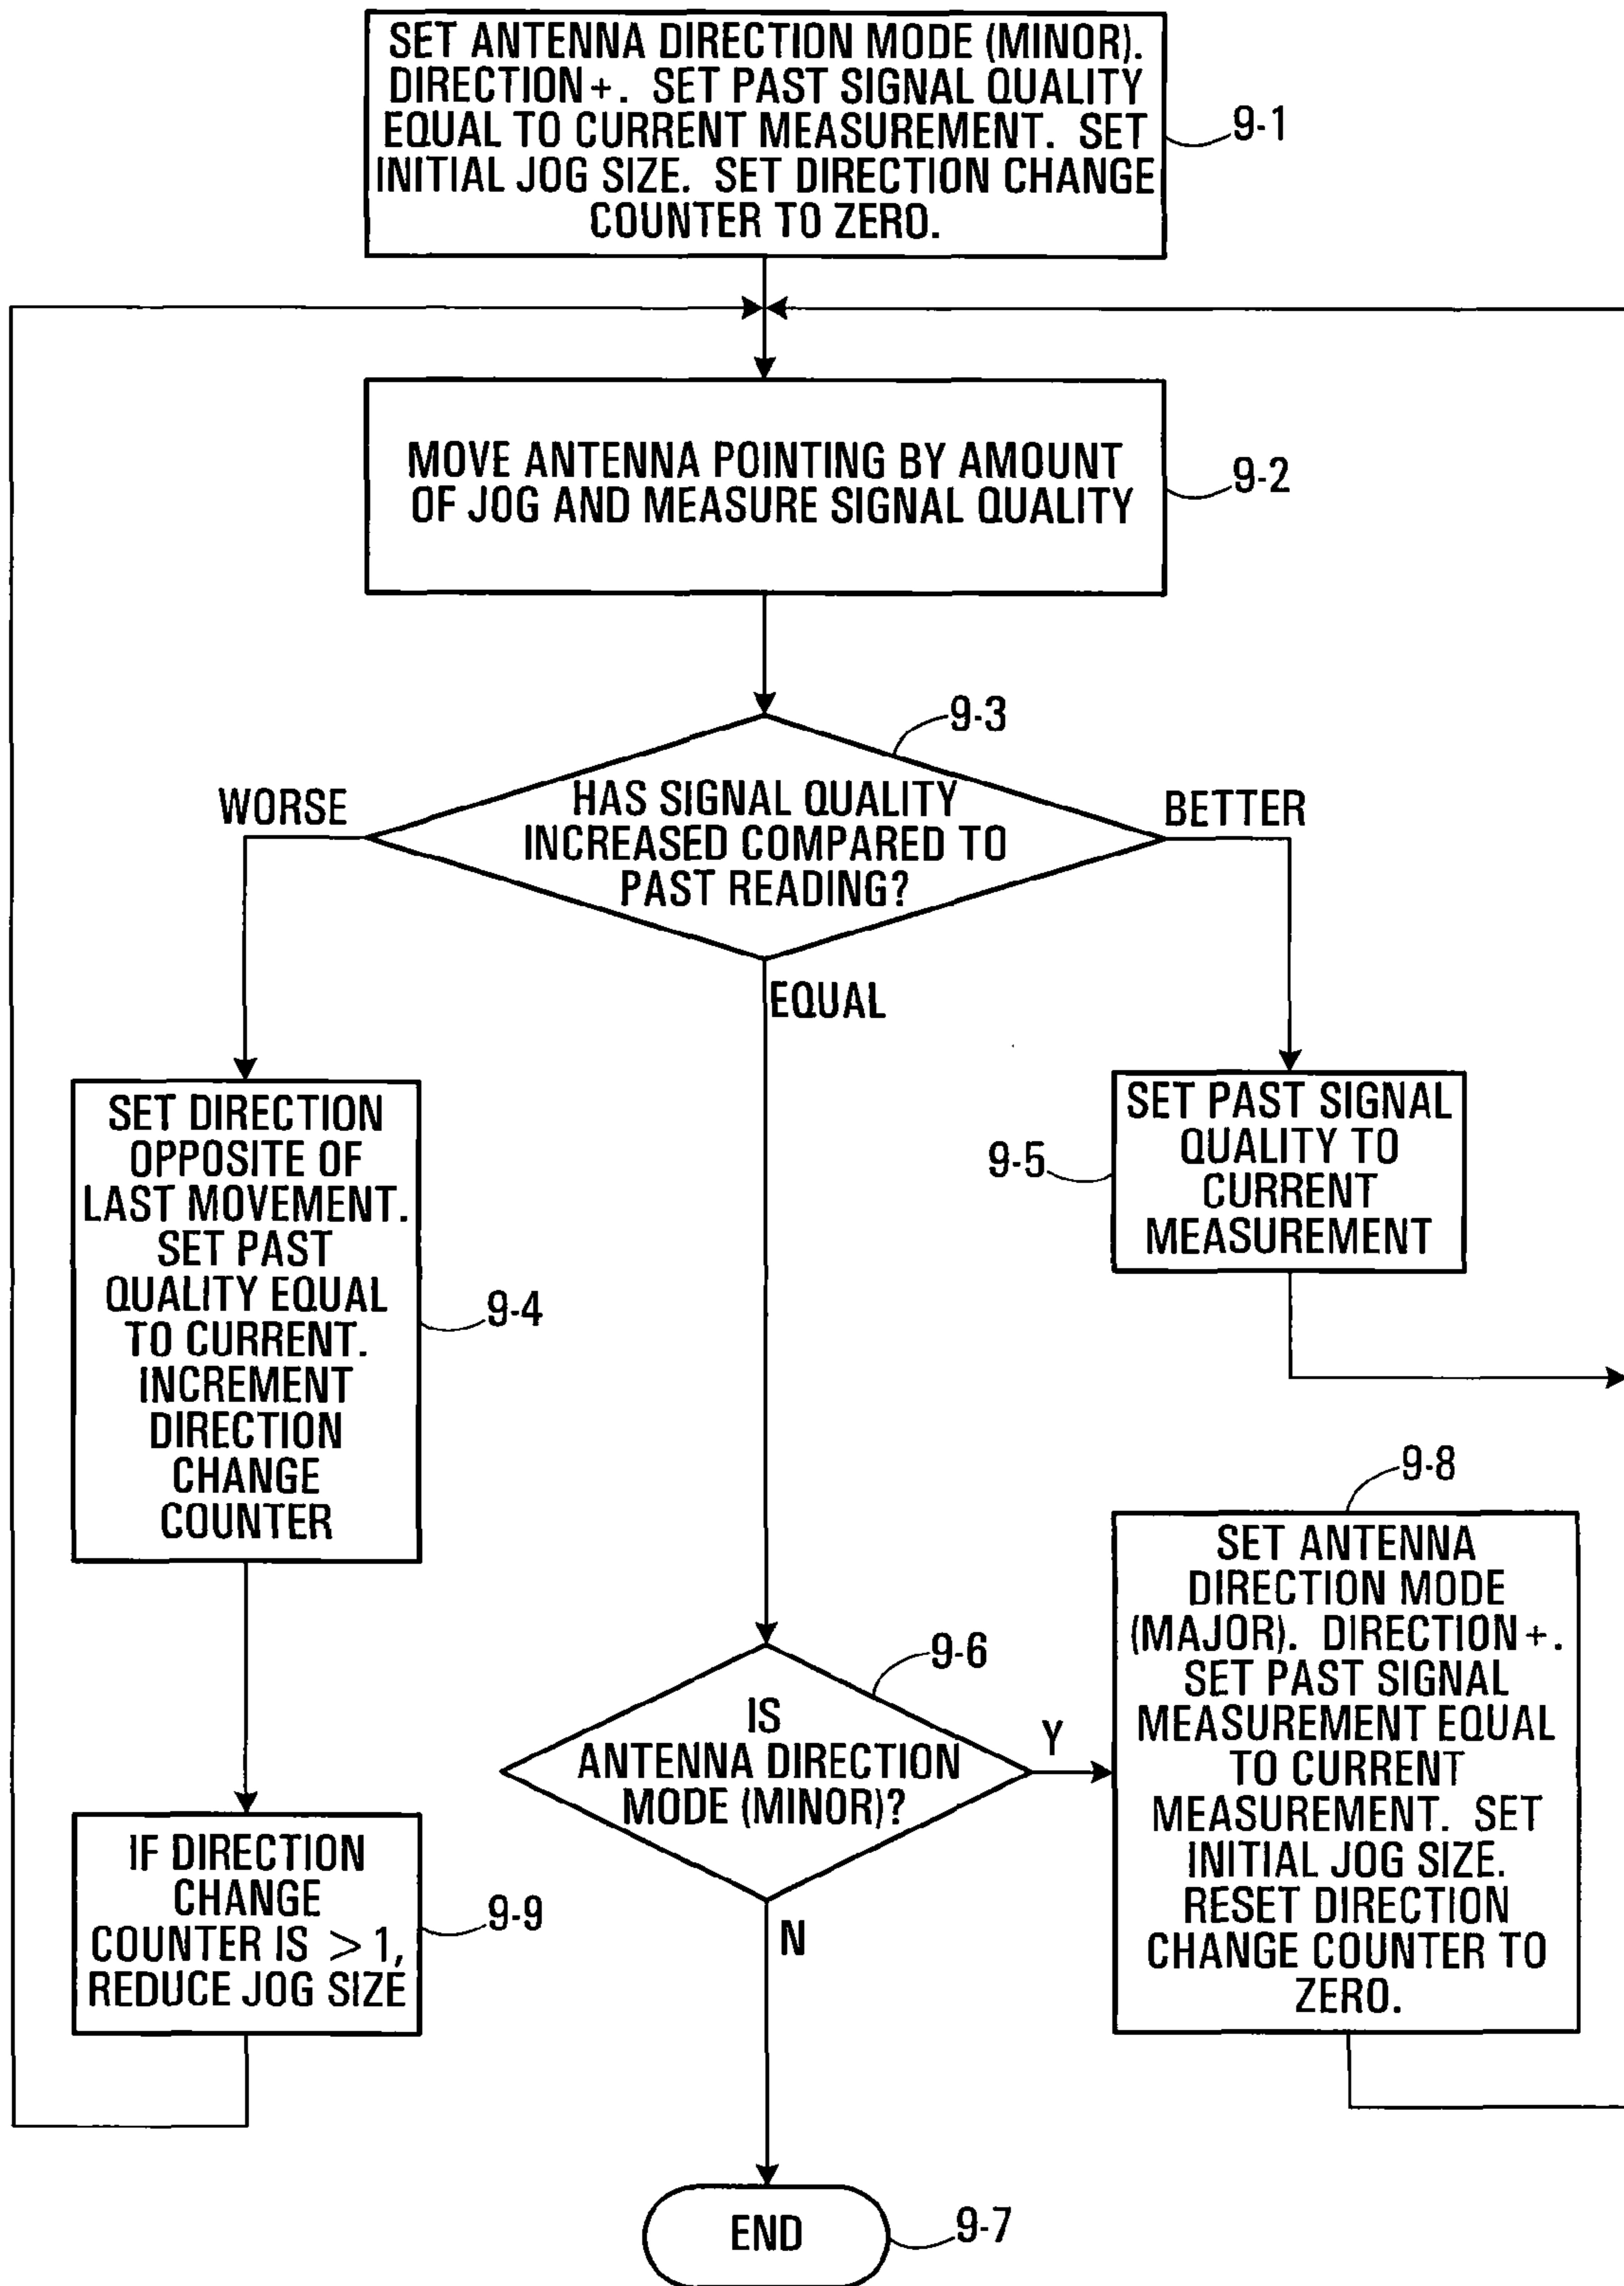 SET ANTENNA DIRECTION MODE (MINOR).
DIRECTION+. SET PAST SIGNAL QUALITY
EQUAL TO CURRENT MEASUREMENT. SET
INITIAL JOG SIZE. SET DIRECTION CHANGE
COUNTER TO ZERO.
9-1
MOVE ANTENNA POINTING BY AMOUNT
OF JOG AND MEASURE SIGNAL QUALITY
9-2
9-3
HAS SIGNAL QUALITY
INCREASED COMPARED TO
PAST READING?
WORSE
BETTER
EQUAL
SET DIRECTION
OPPOSITE OF
LAST MOVEMENT.
SET PAST
QUALITY EQUAL
TO CURRENT.
INCREMENT
DIRECTION
CHANGE
COUNTER
9-4
9-5
SET PAST SIGNAL
QUALITY TO
CURRENT
MEASUREMENT
9-6
IS
ANTENNA DIRECTION
MODE (MINOR)?
Y
N
9-8
SET ANTENNA
DIRECTION MODE
(MAJOR). DIRECTION+.
SET PAST SIGNAL
MEASUREMENT EQUAL
TO CURRENT
MEASUREMENT. SET
INITIAL JOG SIZE.
RESET DIRECTION
CHANGE COUNTER TO
ZERO.
IF DIRECTION
CHANGE
COUNTER IS >1,
REDUCE JOG SIZE
9-9
END
9-7